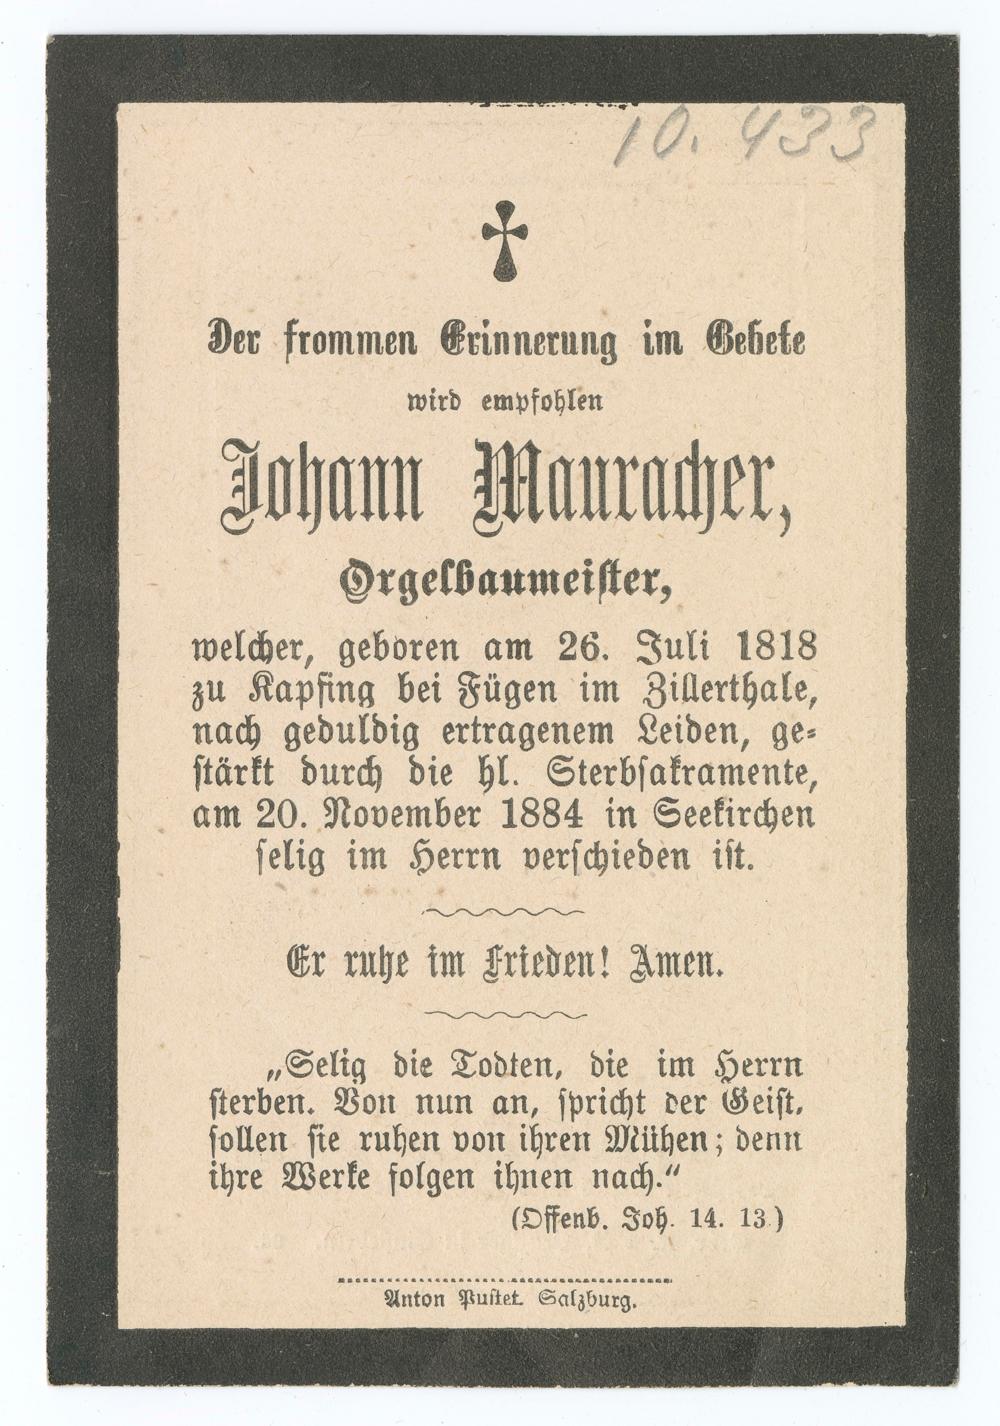 10. 433
Der frommen Erinnerung im Gebete
wird empfohlen
Johann Mauracher,
Orgelbaumeister,
welcher, geboren am 26. Juli 1818
zu Kapfing bei Fügen im Zillerthale,
nach geduldig ertragenem Leiden, ge-
stärkt durch die hl. Sterbsakramente,
am 20. November 1884 in Seekirchen
selig im Herrn verschieden ist.
Er ruhe im Frieden! Amen.
„Selig die Todten, die im Herrn
sterben. Von nun an, spricht der Geist,
sollen sie ruhen von ihren Mühen; denn
ihre Werke folgen ihnen nach.“
(Offenb. Joh. 14. 13)
Anton Pustet. Salzburg.